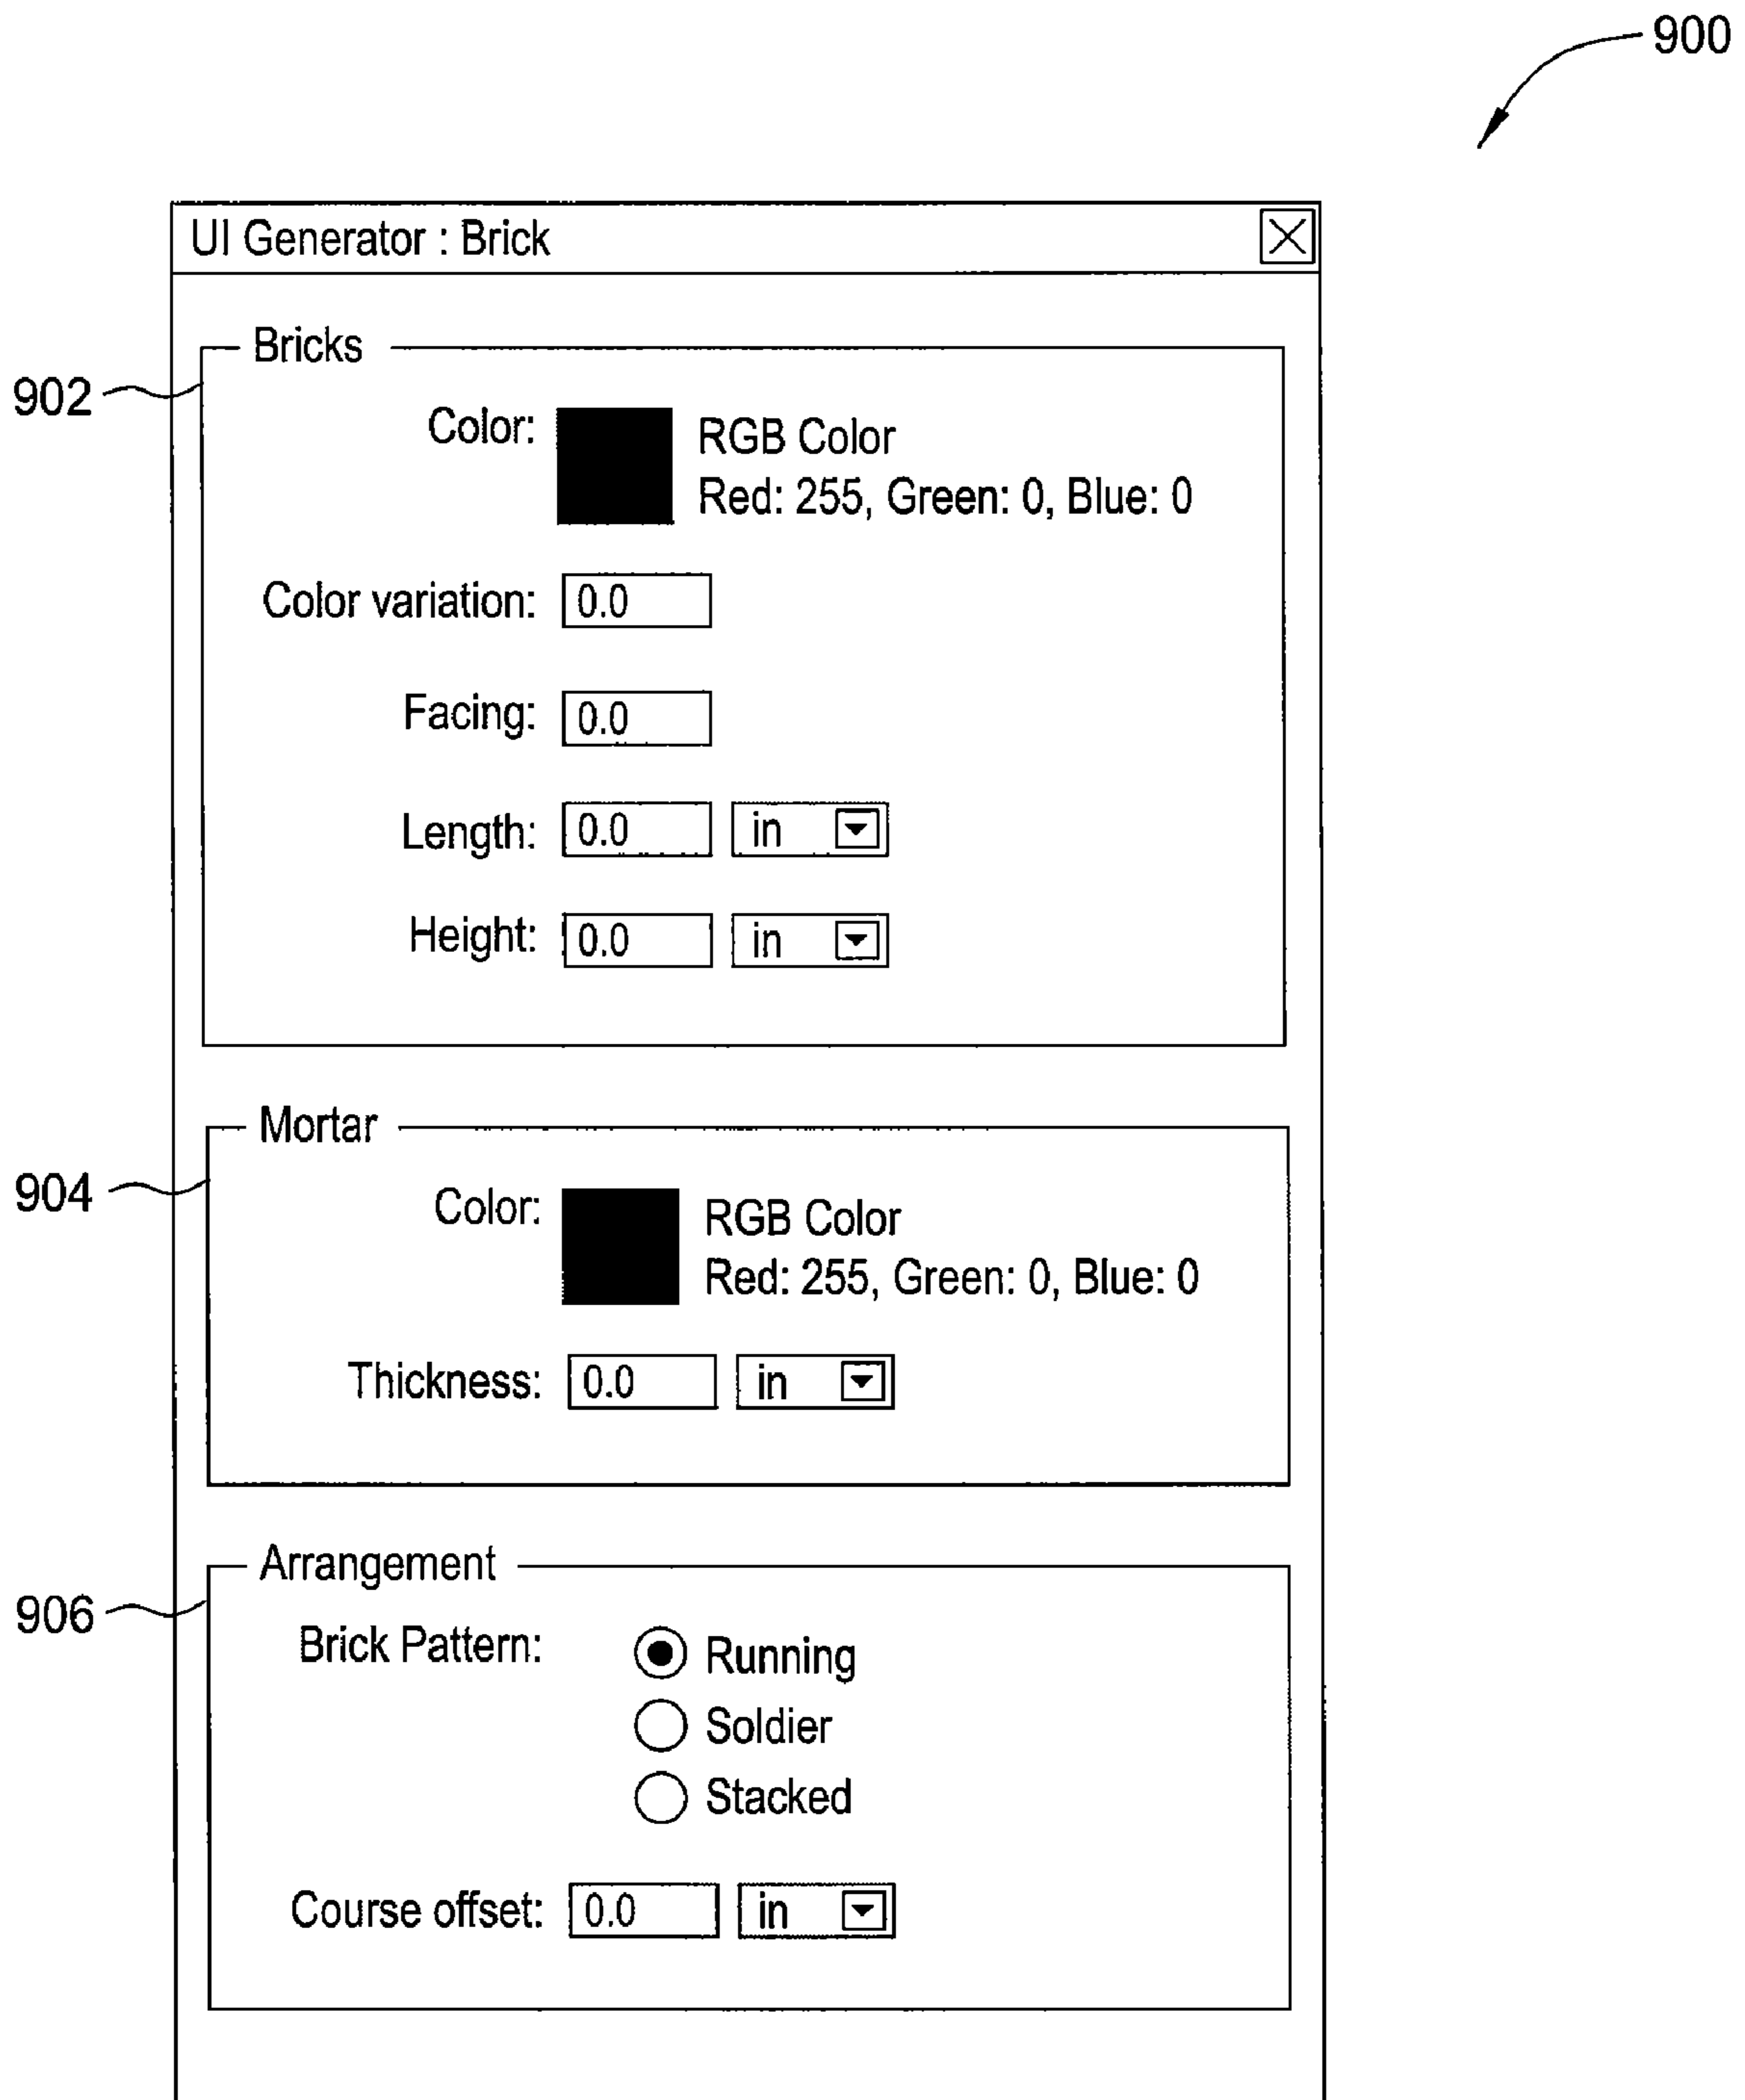 900
UI Generator : Brick
Bricks
902
Color:
RGB Color
Red: 255, Green: 0, Blue: 0
Color variation: 0.0
Facing: 0.0
Length: 0.0 in
Height: 0.0 in
Mortar
904
Color:
RGB Color
Red: 255, Green: 0, Blue: 0
Thickness: 0.0 in
Arrangement
906
Brick Pattern:
Running
Soldier
Stacked
Course offset: 0.0 in